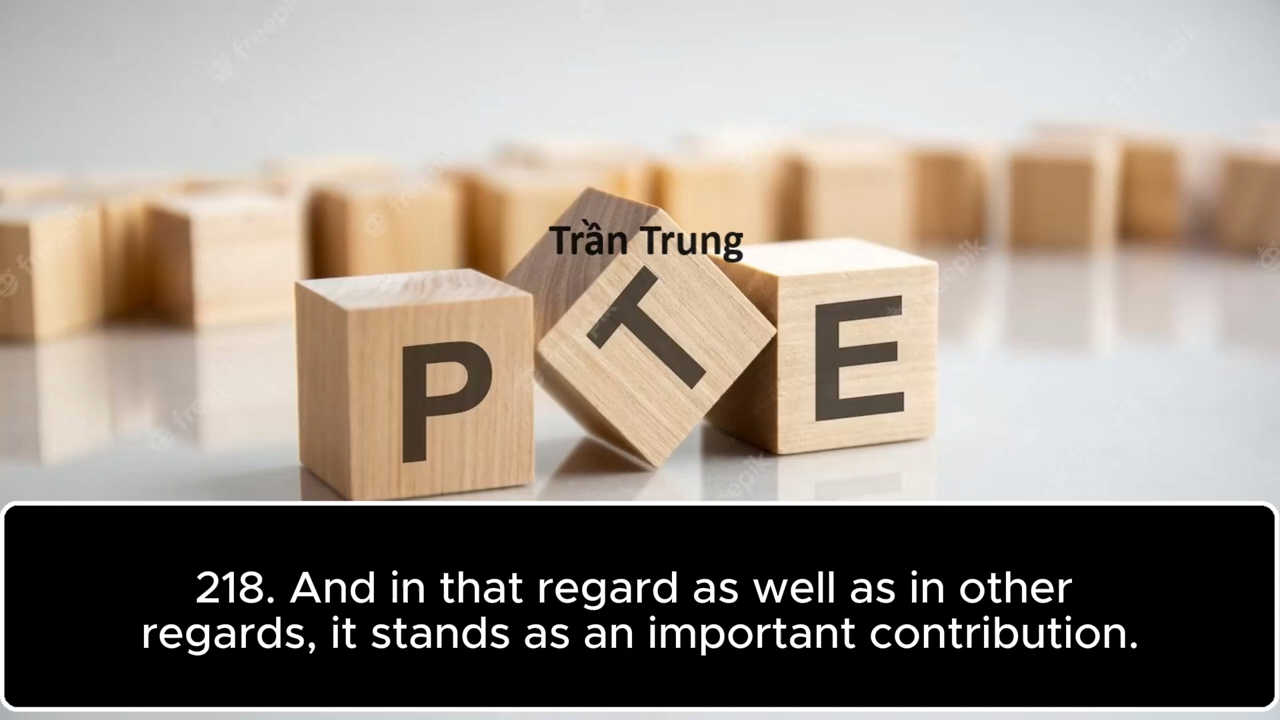 Trần Trung
P T E
218. And in that regard as well as in other
regards, it stands as an important contribution.